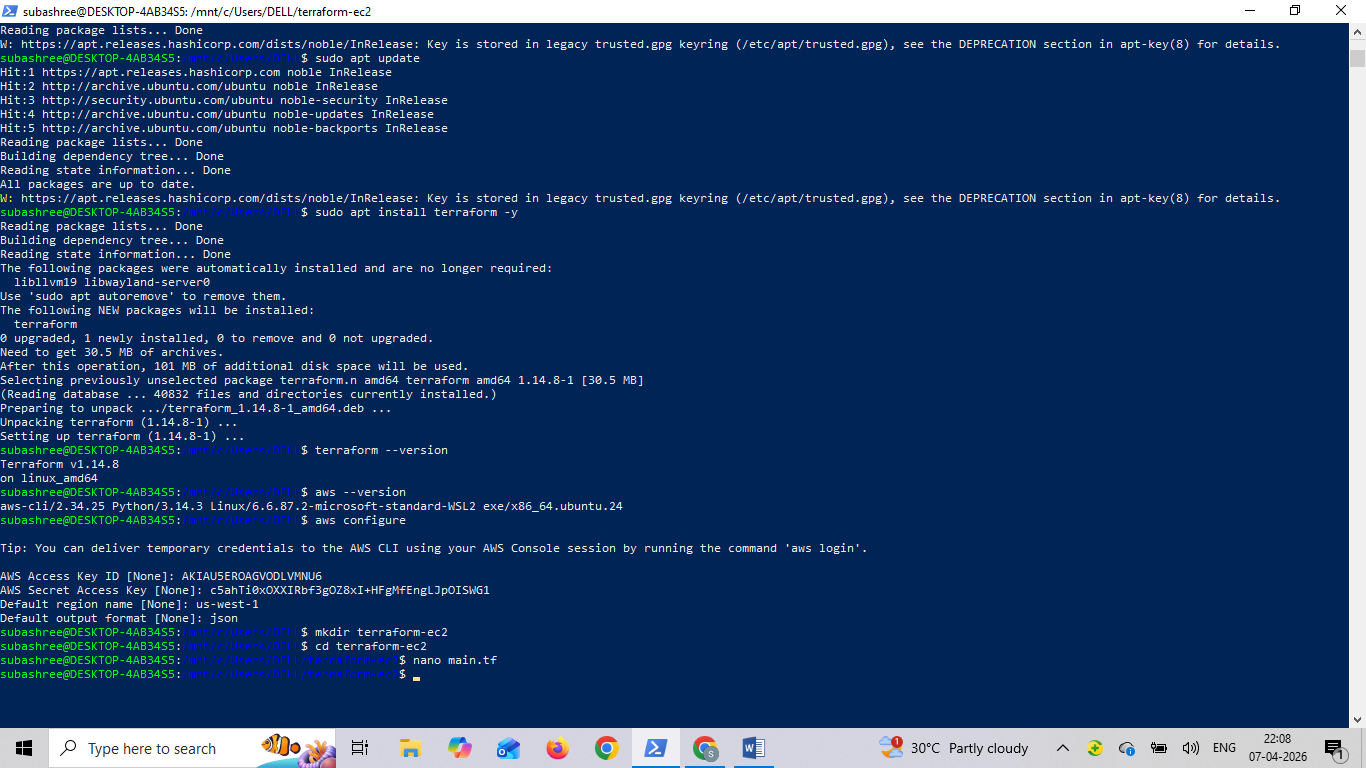 subashree@DESKTOP-4AB34S5: /mnt/c/Users/DELL/terraform-ec2
Reading package lists... Done
W: https://apt.releases.hashicorp.com/dists/noble/InRelease: Key is stored in legacy trusted.gpg keyring (/etc/apt/trusted.gpg), see the DEPRECATION section in apt-key(8) for details.
subashree@DESKTOP-4AB34S5:/mnt/c/Users/DELL$ sudo apt update
Hit:1 https://apt.releases.hashicorp.com noble InRelease
Hit:2 http://archive.ubuntu.com/ubuntu noble InRelease
Hit:3 http://security.ubuntu.com/ubuntu noble-security InRelease
Hit:4 http://archive.ubuntu.com/ubuntu noble-updates InRelease
Hit:5 http://archive.ubuntu.com/ubuntu noble-backports InRelease
Reading package lists... Done
Building dependency tree... Done
Reading state information... Done
All packages are up to date.
W: https://apt.releases.hashicorp.com/dists/noble/InRelease: Key is stored in legacy trusted.gpg keyring (/etc/apt/trusted.gpg), see the DEPRECATION section in apt-key(8) for details.
subashree@DESKTOP-4AB34S5:/mnt/c/Users/DELL$ sudo apt install terraform -y
Reading package lists... Done
Building dependency tree... Done
Reading state information... Done
The following packages were automatically installed and are no longer required:
  libllvm19 libwayland-server0
Use 'sudo apt autoremove' to remove them.
The following NEW packages will be installed:
  terraform
0 upgraded, 1 newly installed, 0 to remove and 0 not upgraded.
Need to get 30.5 MB of archives.
After this operation, 101 MB of additional disk space will be used.
Selecting previously unselected package terraform.n amd64 terraform amd64 1.14.8-1 [30.5 MB]
(Reading database ... 40832 files and directories currently installed.)
Preparing to unpack .../terraform_1.14.8-1_amd64.deb ...
Unpacking terraform (1.14.8-1) ...
Setting up terraform (1.14.8-1) ...
subashree@DESKTOP-4AB34S5:/mnt/c/Users/DELL$ terraform --version
Terraform v1.14.8
on linux_amd64
subashree@DESKTOP-4AB34S5:/mnt/c/Users/DELL$ aws --version
aws-cli/2.34.25 Python/3.14.3 Linux/6.6.87.2-microsoft-standard-WSL2 exe/x86_64.ubuntu.24
subashree@DESKTOP-4AB34S5:/mnt/c/Users/DELL$ aws configure
Tip: You can deliver temporary credentials to the AWS CLI using your AWS Console session by running the command 'aws login'.
AWS Access Key ID [None]: AKIAU5EROAGVODLVMNU6
AWS Secret Access Key [None]: c5ahTi0xOXXIRbf3gOZ8xI+HFgMfEngLJpOISWG1
Default region name [None]: us-west-1
Default output format [None]: json
subashree@DESKTOP-4AB34S5:/mnt/c/Users/DELL$ mkdir terraform-ec2
subashree@DESKTOP-4AB34S5:/mnt/c/Users/DELL$ cd terraform-ec2
subashree@DESKTOP-4AB34S5:/mnt/c/Users/DELL/terraform-ec2$ nano main.tf
subashree@DESKTOP-4AB34S5:/mnt/c/Users/DELL/terraform-ec2$
Type here to search
1
30°C Partly cloudy
ENG
22:08
07-04-2026
1
S